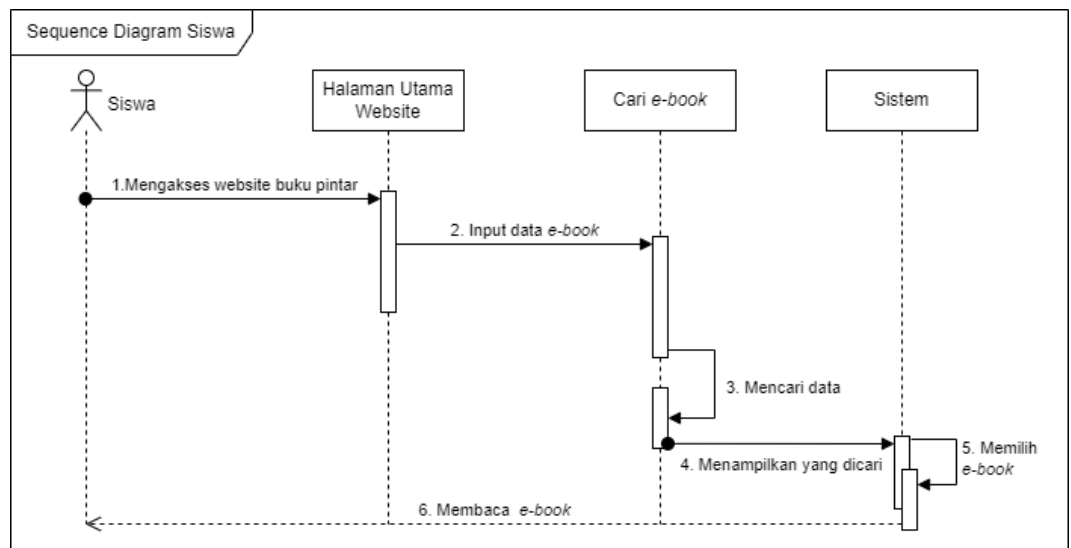 Sequence Diagram Siswa
Siswa
Halaman Utama
Website
Cari e-book
Sistem
1.Mengakses website buku pintar
2. Input data e-book
3. Mencari data
4. Menampilkan yang dicari
5. Memilih
e-book
6. Membaca e-book